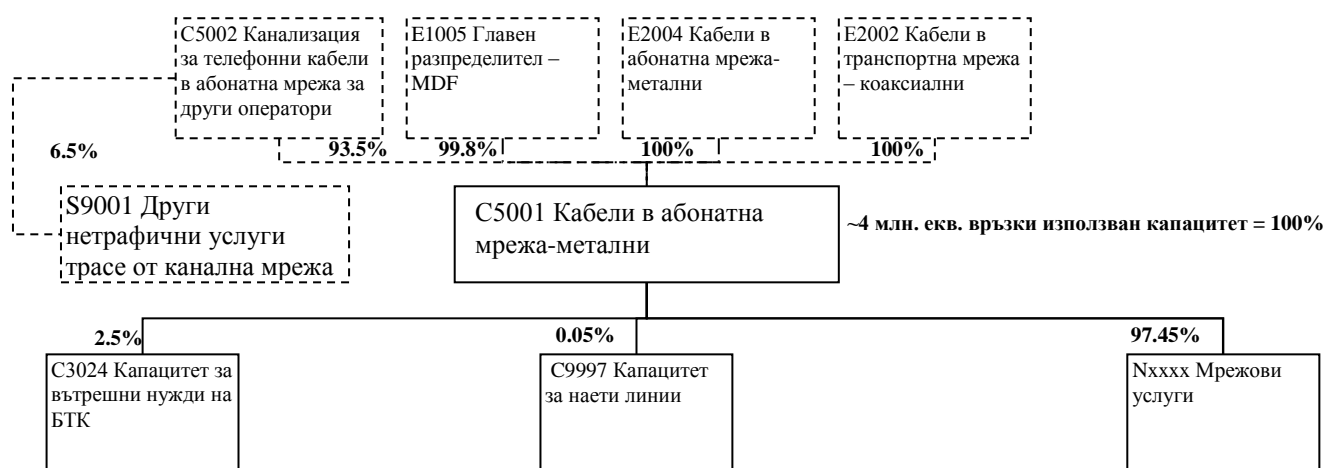 C5002 Канализация
за телефонни кабели
в абонатна мрежа за
други оператори
E1005 Главен
разпределител –
MDF
E2004 Кабели в
абонатна мрежа-
метални
E2002 Кабели в
транспортна мрежа
– коаксиални
6.5%
93.5%
99.8%
100%
100%
S9001 Други
нетрафични услуги
трасе от канална мрежа
C5001 Кабели в абонатна
мрежа-метални
~4 млн. екв. връзки използван капацитет = 100%
2.5%
0.05%
97.45%
C3024 Капацитет за
вътрешни нужди на
БТК
C9997 Капацитет
за наети линии
Nxxxx Мрежови
услуги